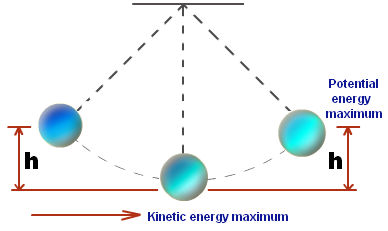 Potential
energy
maximum
h
h
Kinetic energy maximum